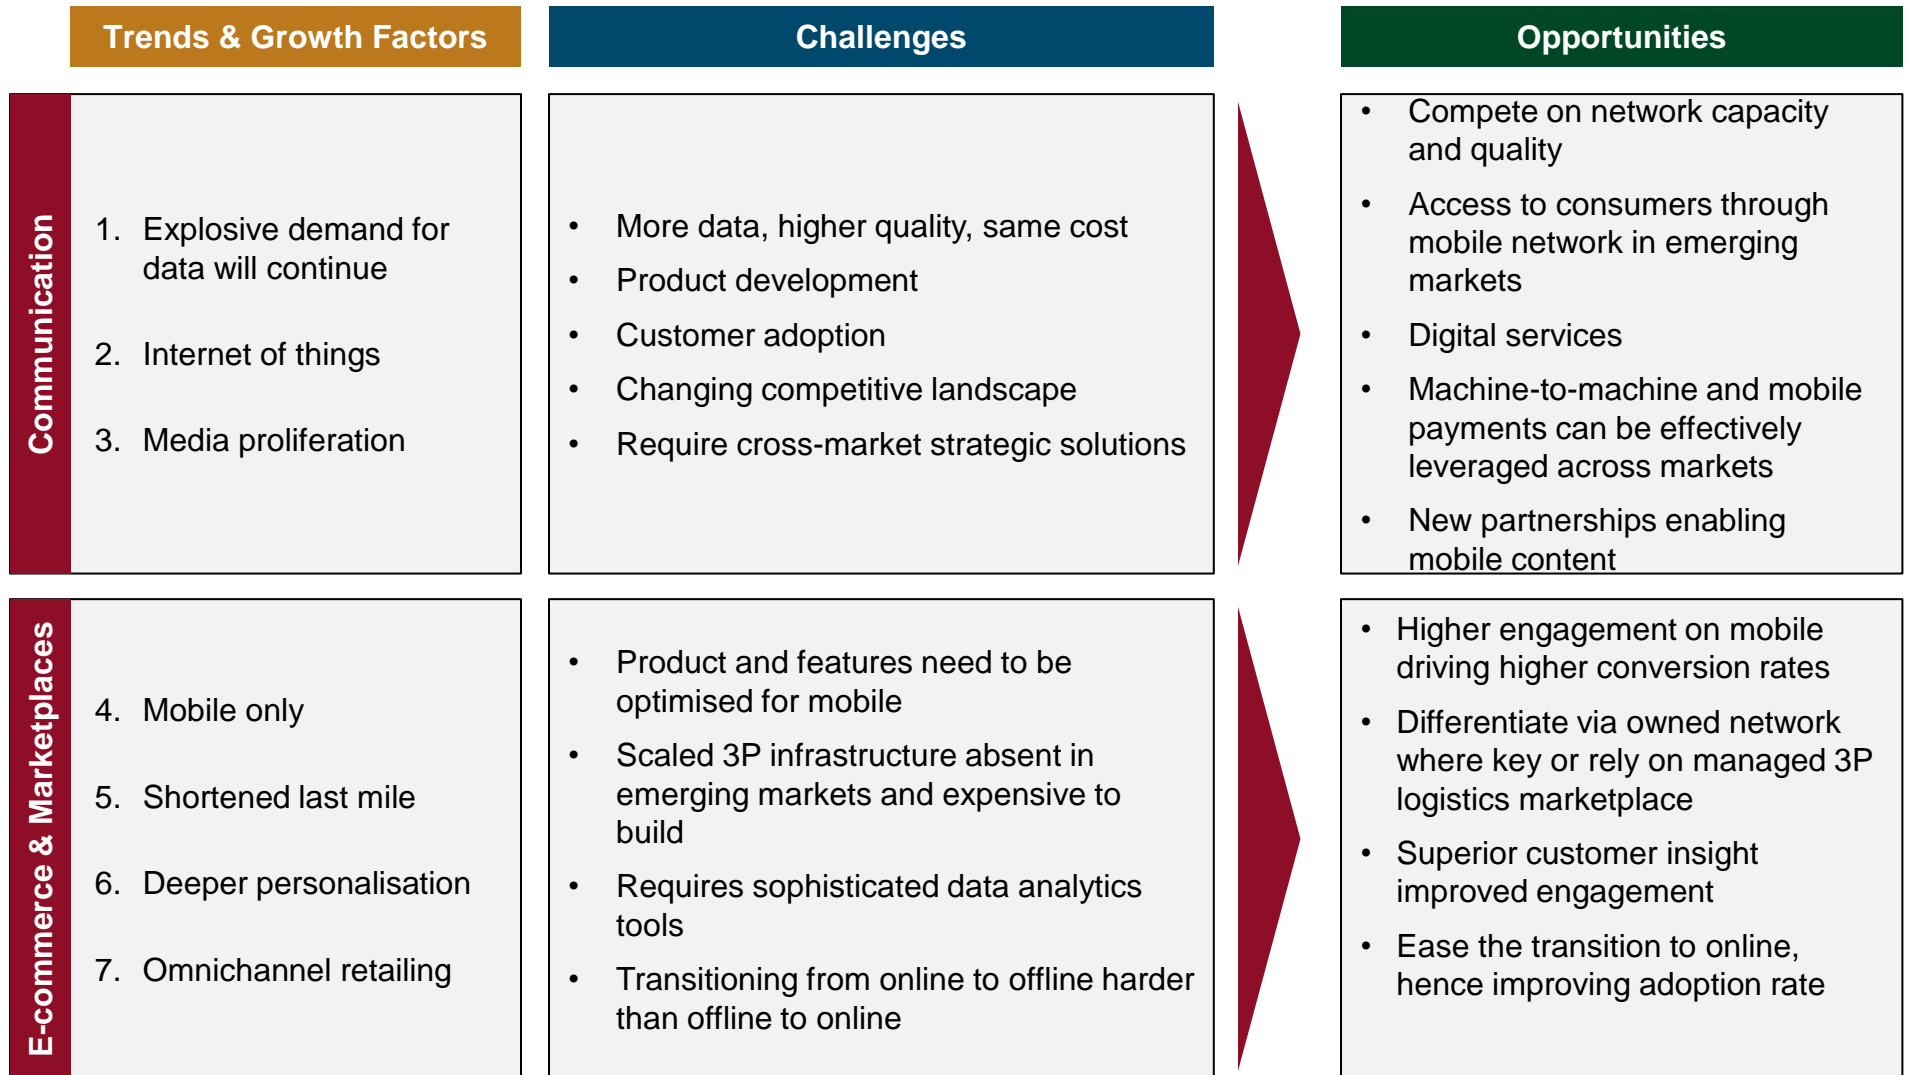 Trends & Growth Factors
Challenges
Opportunities
Communication
1. Explosive demand for
data will continue
2. Internet of things
3. Media proliferation
• More data, higher quality, same cost
• Product development
• Customer adoption
• Changing competitive landscape
• Require cross-market strategic solutions
• Compete on network capacity
and quality
• Access to consumers through
mobile network in emerging
markets
• Digital services
• Machine-to-machine and mobile
payments can be effectively
leveraged across markets
• New partnerships enabling
mobile content
E-commerce & Marketplaces
4. Mobile only
5. Shortened last mile
6. Deeper personalisation
7. Omnichannel retailing
• Product and features need to be
optimised for mobile
• Scaled 3P infrastructure absent in
emerging markets and expensive to
build
• Requires sophisticated data analytics
tools
• Transitioning from online to offline harder
than offline to online
• Higher engagement on mobile
driving higher conversion rates
• Differentiate via owned network
where key or rely on managed 3P
logistics marketplace
• Superior customer insight
improved engagement
• Ease the transition to online,
hence improving adoption rate